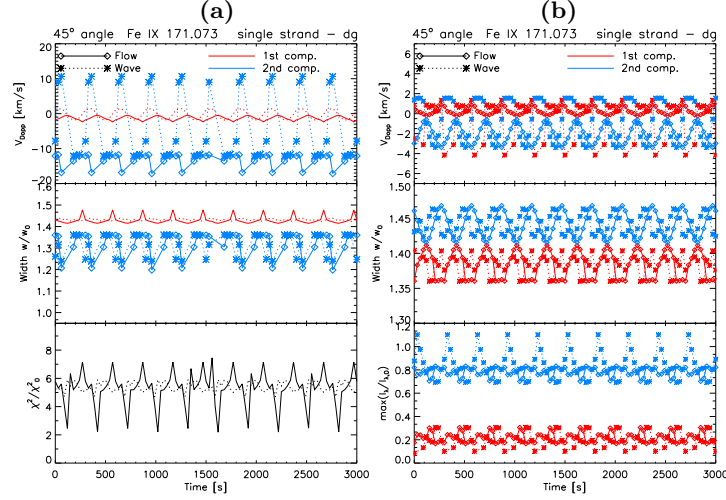 (a)
(b)
45° angle Fe IX 171.073 single strand – dg
45° angle Fe IX 171.073 single strand – dg
Flow
Wave
1st comp.
2nd comp.
Flow
Wave
1st comp.
2nd comp.
V_Dopp [km/s]
20
10
0
−10
−20
V_Dopp [km/s]
6
4
2
0
−2
−4
−6
Width w/w_0
1.6
1.5
1.4
1.3
1.2
1.1
1.0
Width w/w_0
1.50
1.45
1.40
1.35
1.30
χ²/χ²_0
8
6
4
2
0
max(I_λ/I_λ,0)
1.2
1.0
0.8
0.6
0.4
0.2
0.0
0 500 1000 1500 2000 2500 3000
0 500 1000 1500 2000 2500 3000
Time [s]
Time [s]